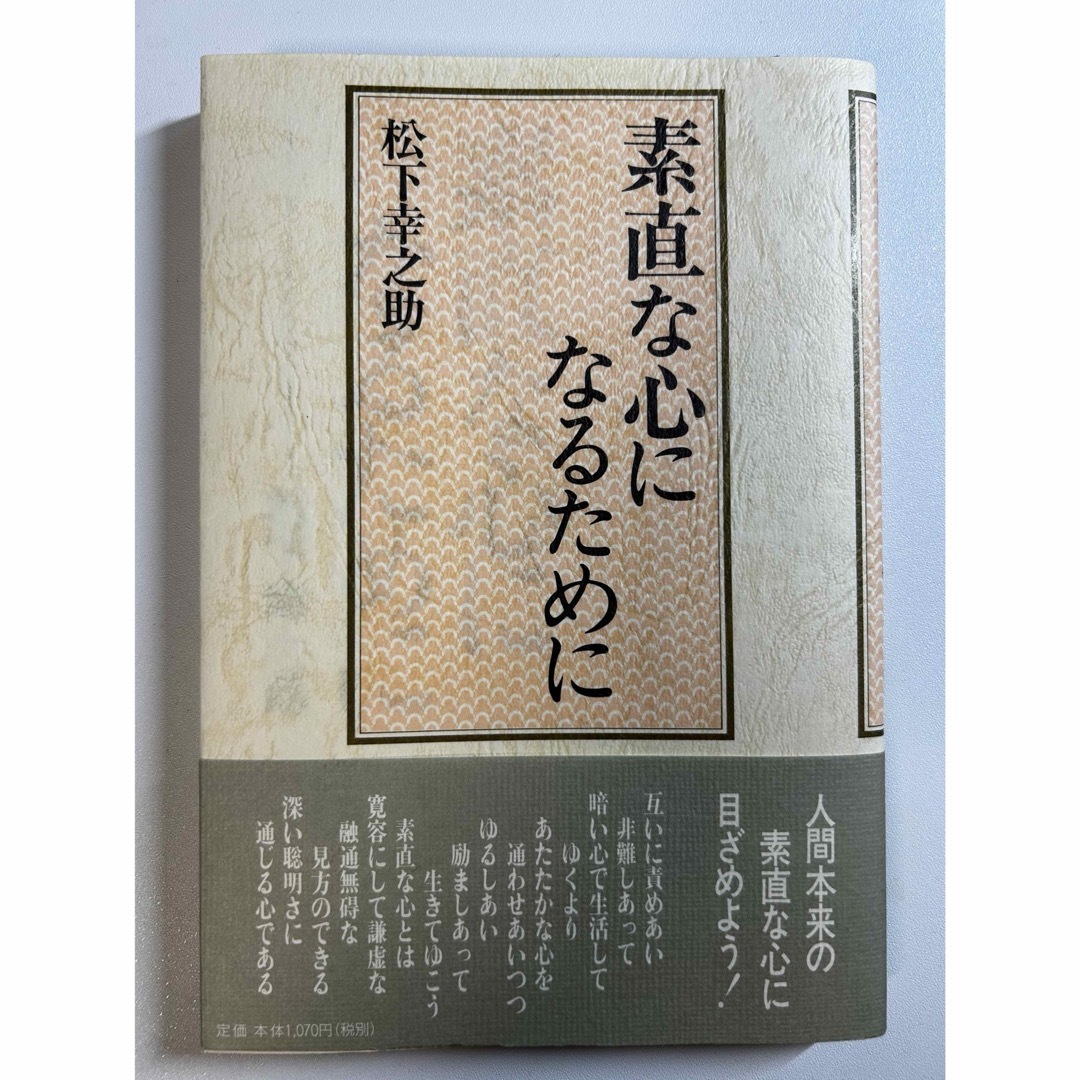 素直な心に
なるために
松下幸之助
人間本来の
素直な心に
目ざめよう!
互いに責めあい
非難しあって
暗い心で生活して
ゆくより
あたたかな心を
通わせあいつつ
ゆるしあい
励ましあって
生きてゆこう
素直な心とは
寛容にして謙虚な
融通無碍な
見方のできる
深い聡明さに
通じる心である
定価 本体1,070円(税別)